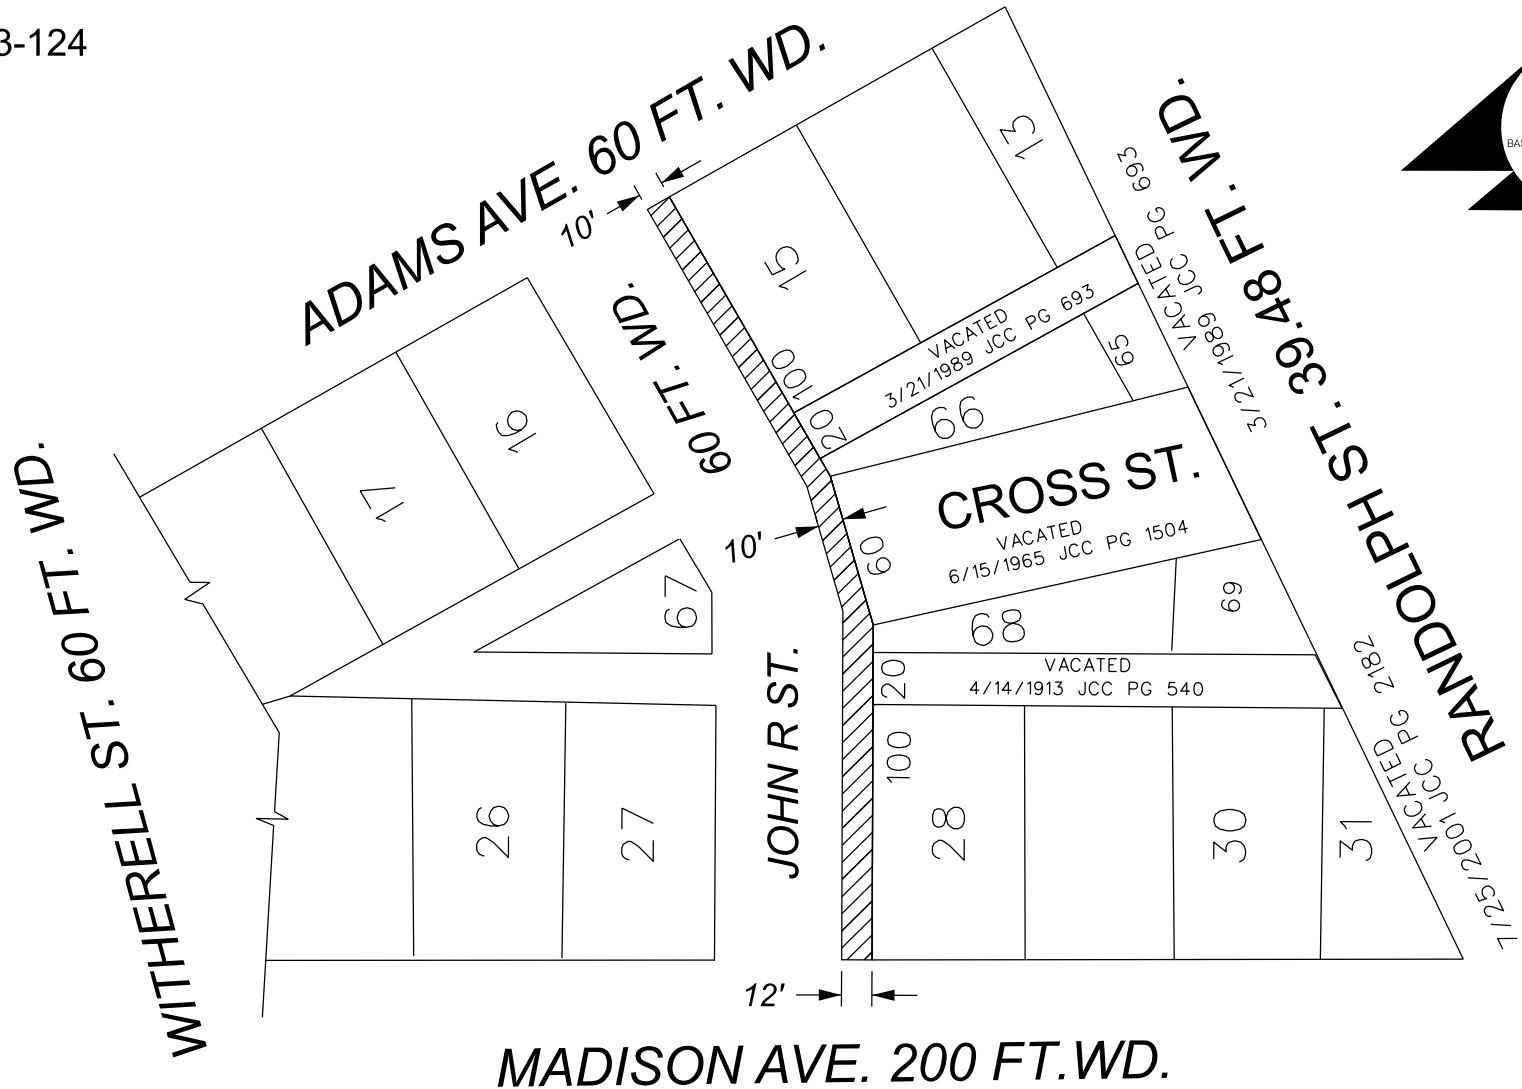 3-124
ADAMS AVE. 60 FT. WD.
RANDOLPH ST. 39.48 FT. WD.
10'
60 FT. WD.
13
15
100
20
VACATED
3/21/1989 JCC PG 693
VACATED
3/21/1989 JCC PG 693
65
66
16
17
WITHERELL ST. 60 FT. WD.
10'
60
CROSS ST.
VACATED
6/15/1965 JCC PG 1504
67
68
69
JOHN R ST.
20
VACATED
4/14/1913 JCC PG 540
VACATED
7/25/2001 JCC PG 2182
100
26
27
28
30
31
12'
MADISON AVE. 200 FT.WD.